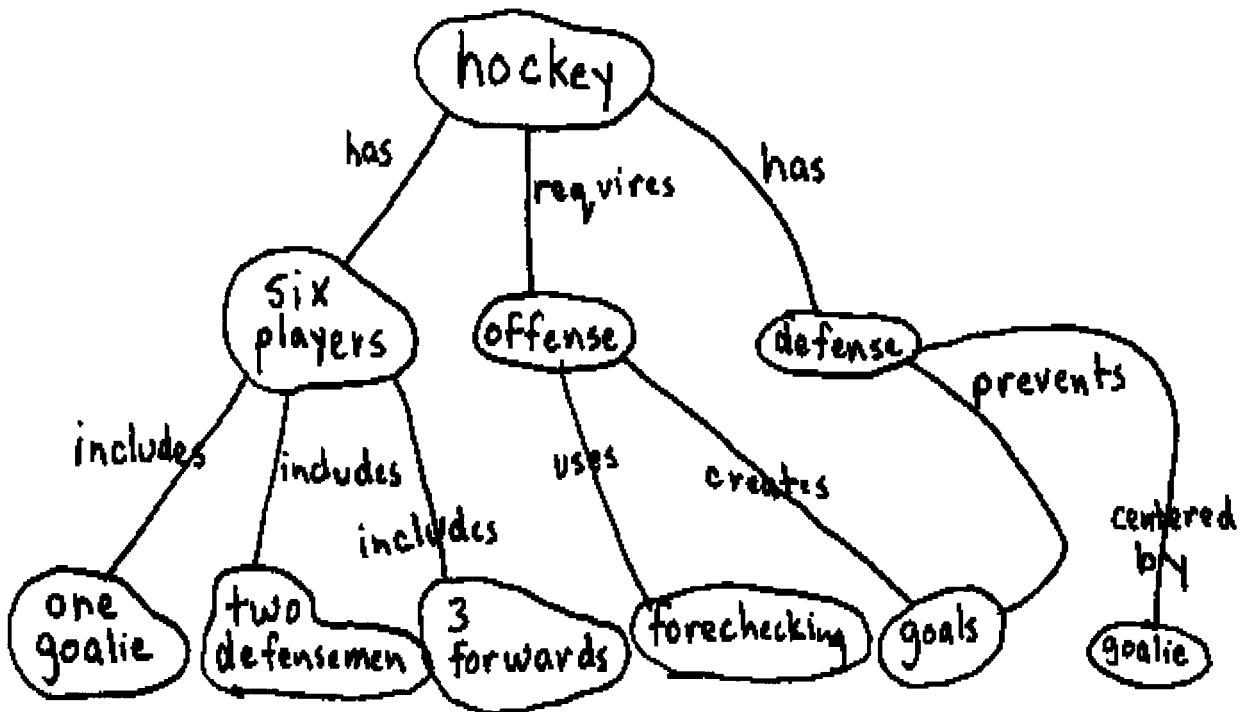 hockey
has
requires
has
six
players
offense
defense
prevents
includes
includes
includes
uses
creates
centered
by
one
goalie
two
defensemen
3
forwards
forechecking
goals
goalie